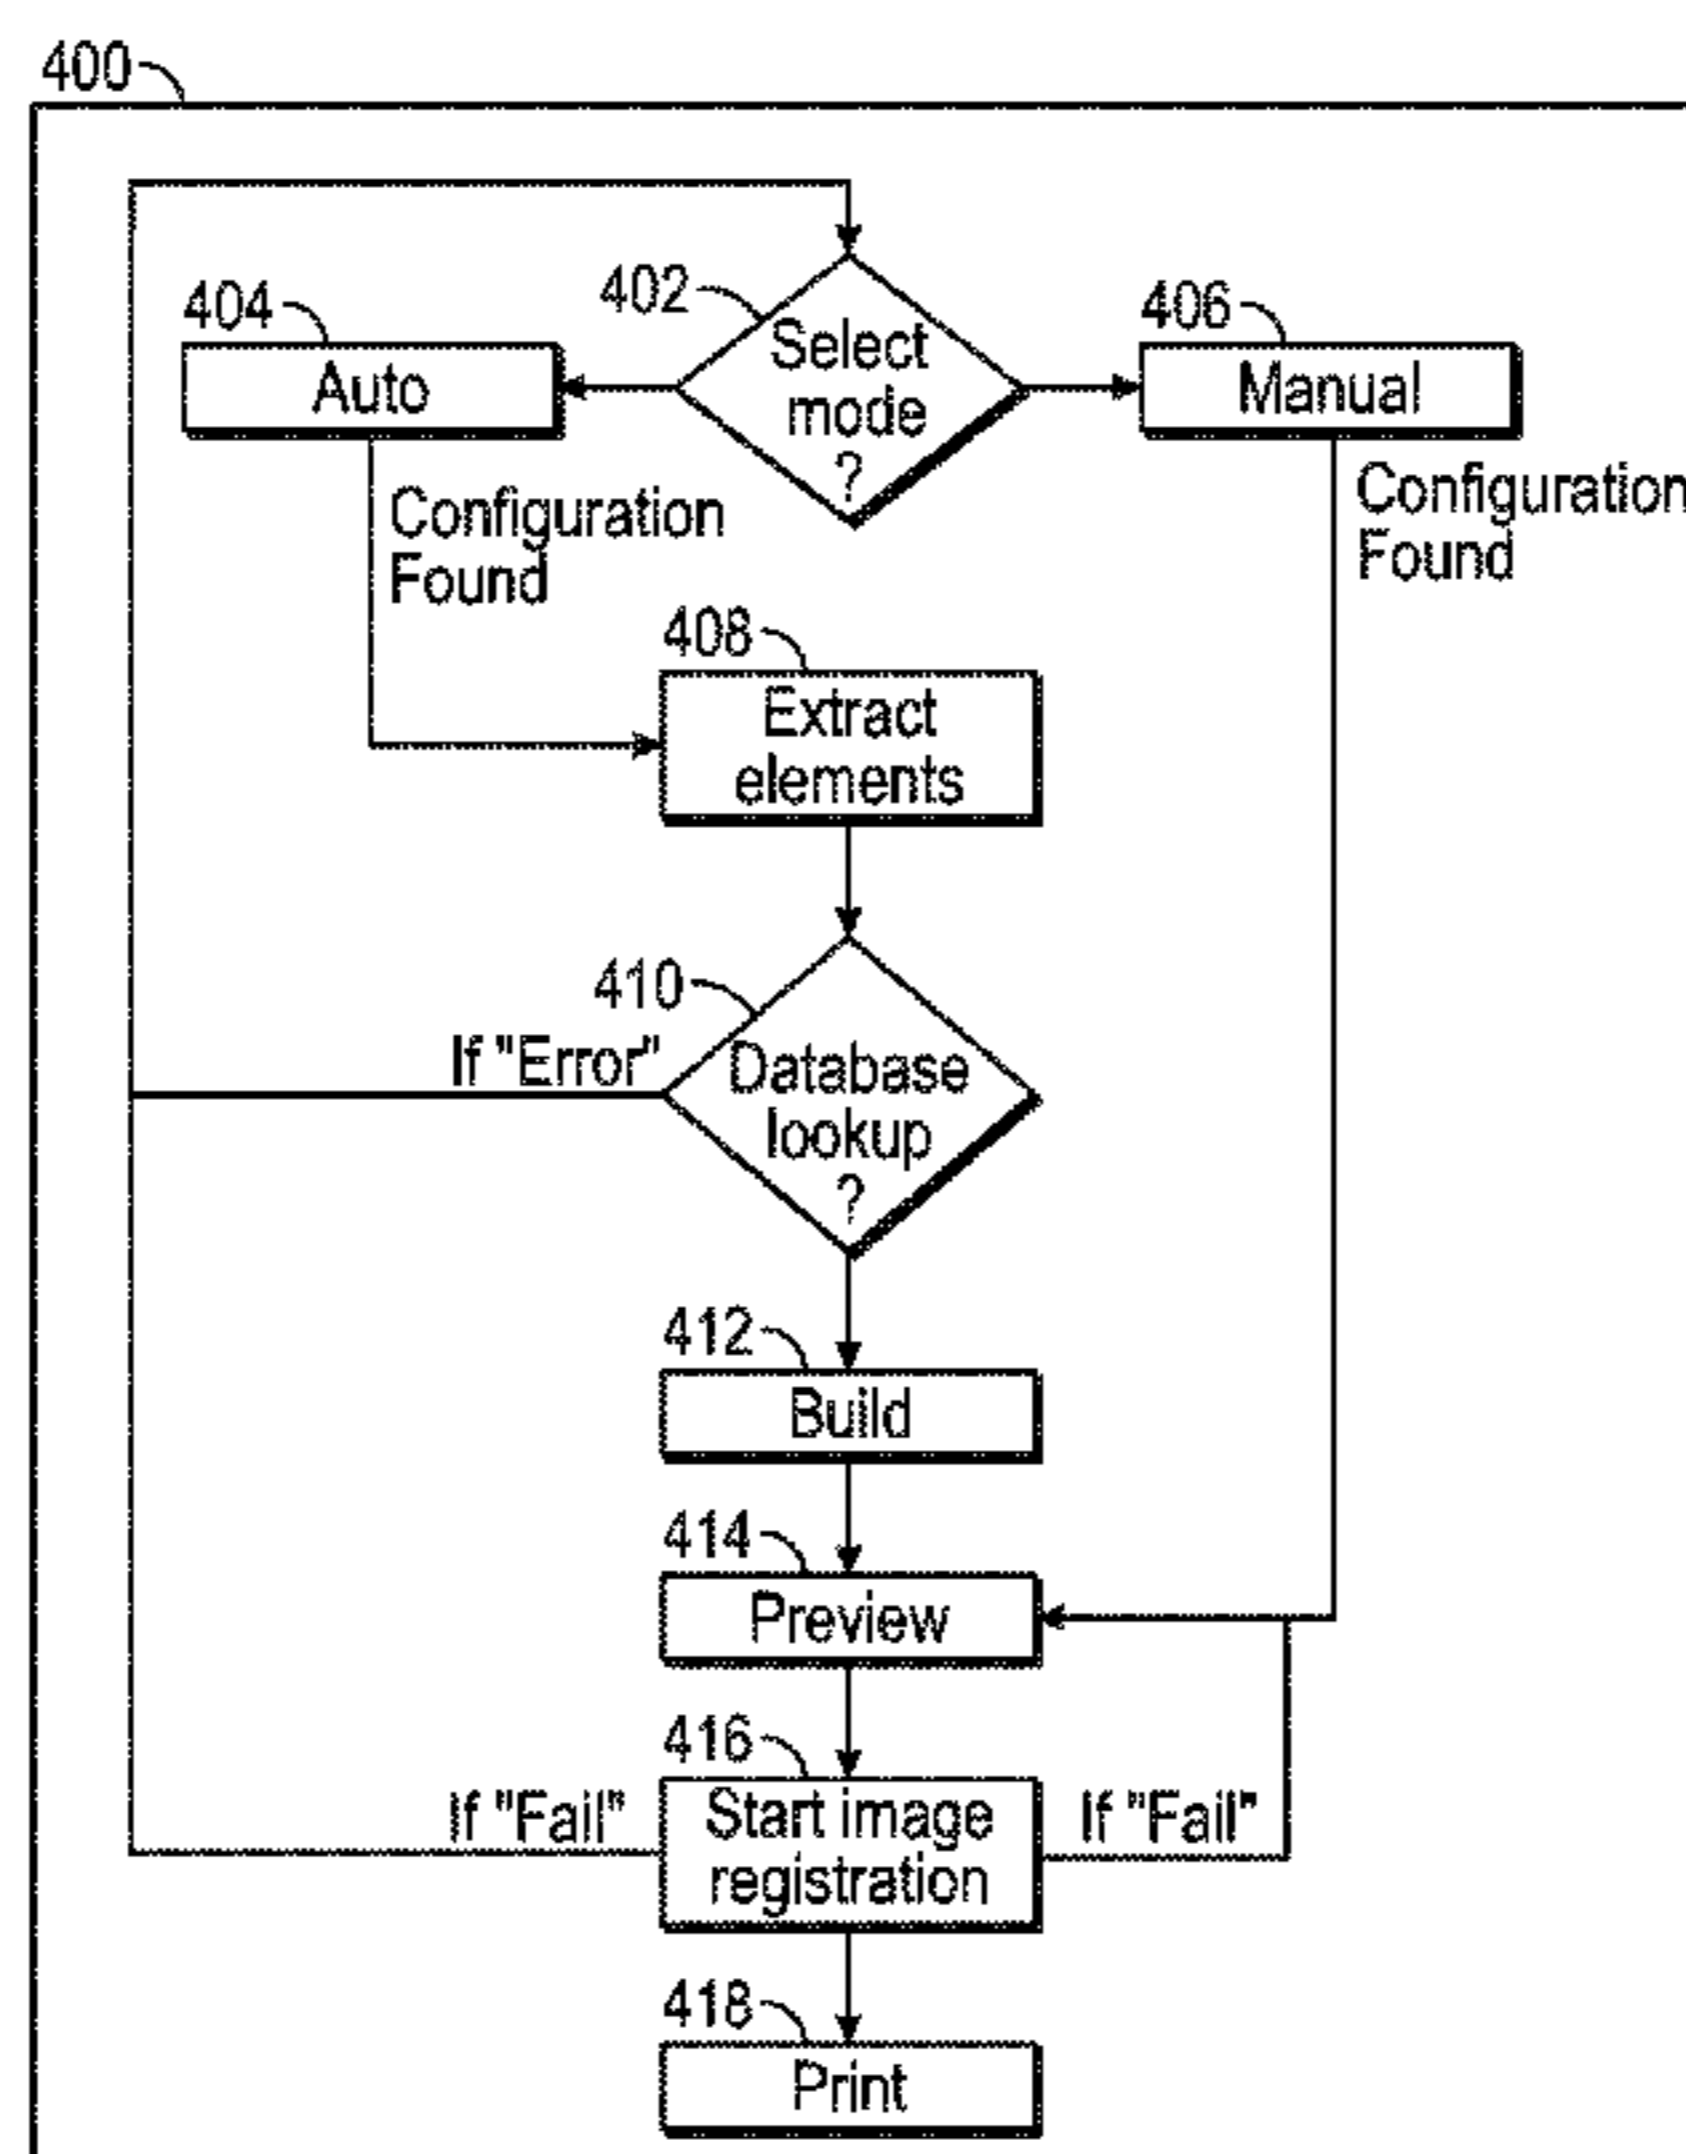 400
402
404
406
Select
mode
?
Auto
Manual
Configuration
Found
Configuration
Found
408
Extract
elements
410
If "Error"
Database
lookup
?
412
Build
414
Preview
416
If "Fail"
Start image
registration
If "Fail"
418
Print